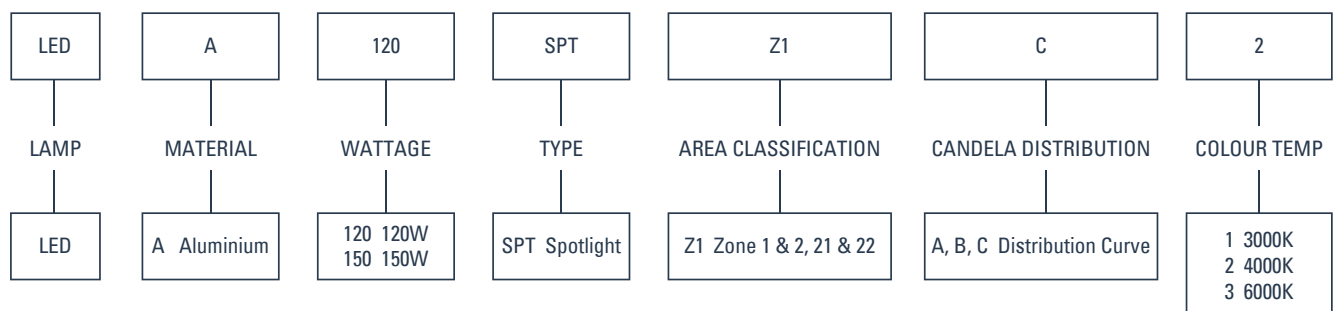 LED A 120 SPT Z1 C 2
LAMP MATERIAL WATTAGE TYPE AREA CLASSIFICATION CANDELA DISTRIBUTION COLOUR TEMP
LED
A Aluminium
120 120W
150 150W
SPT Spotlight
Z1 Zone 1 & 2, 21 & 22
A, B, C Distribution Curve
1 3000K
2 4000K
3 6000K